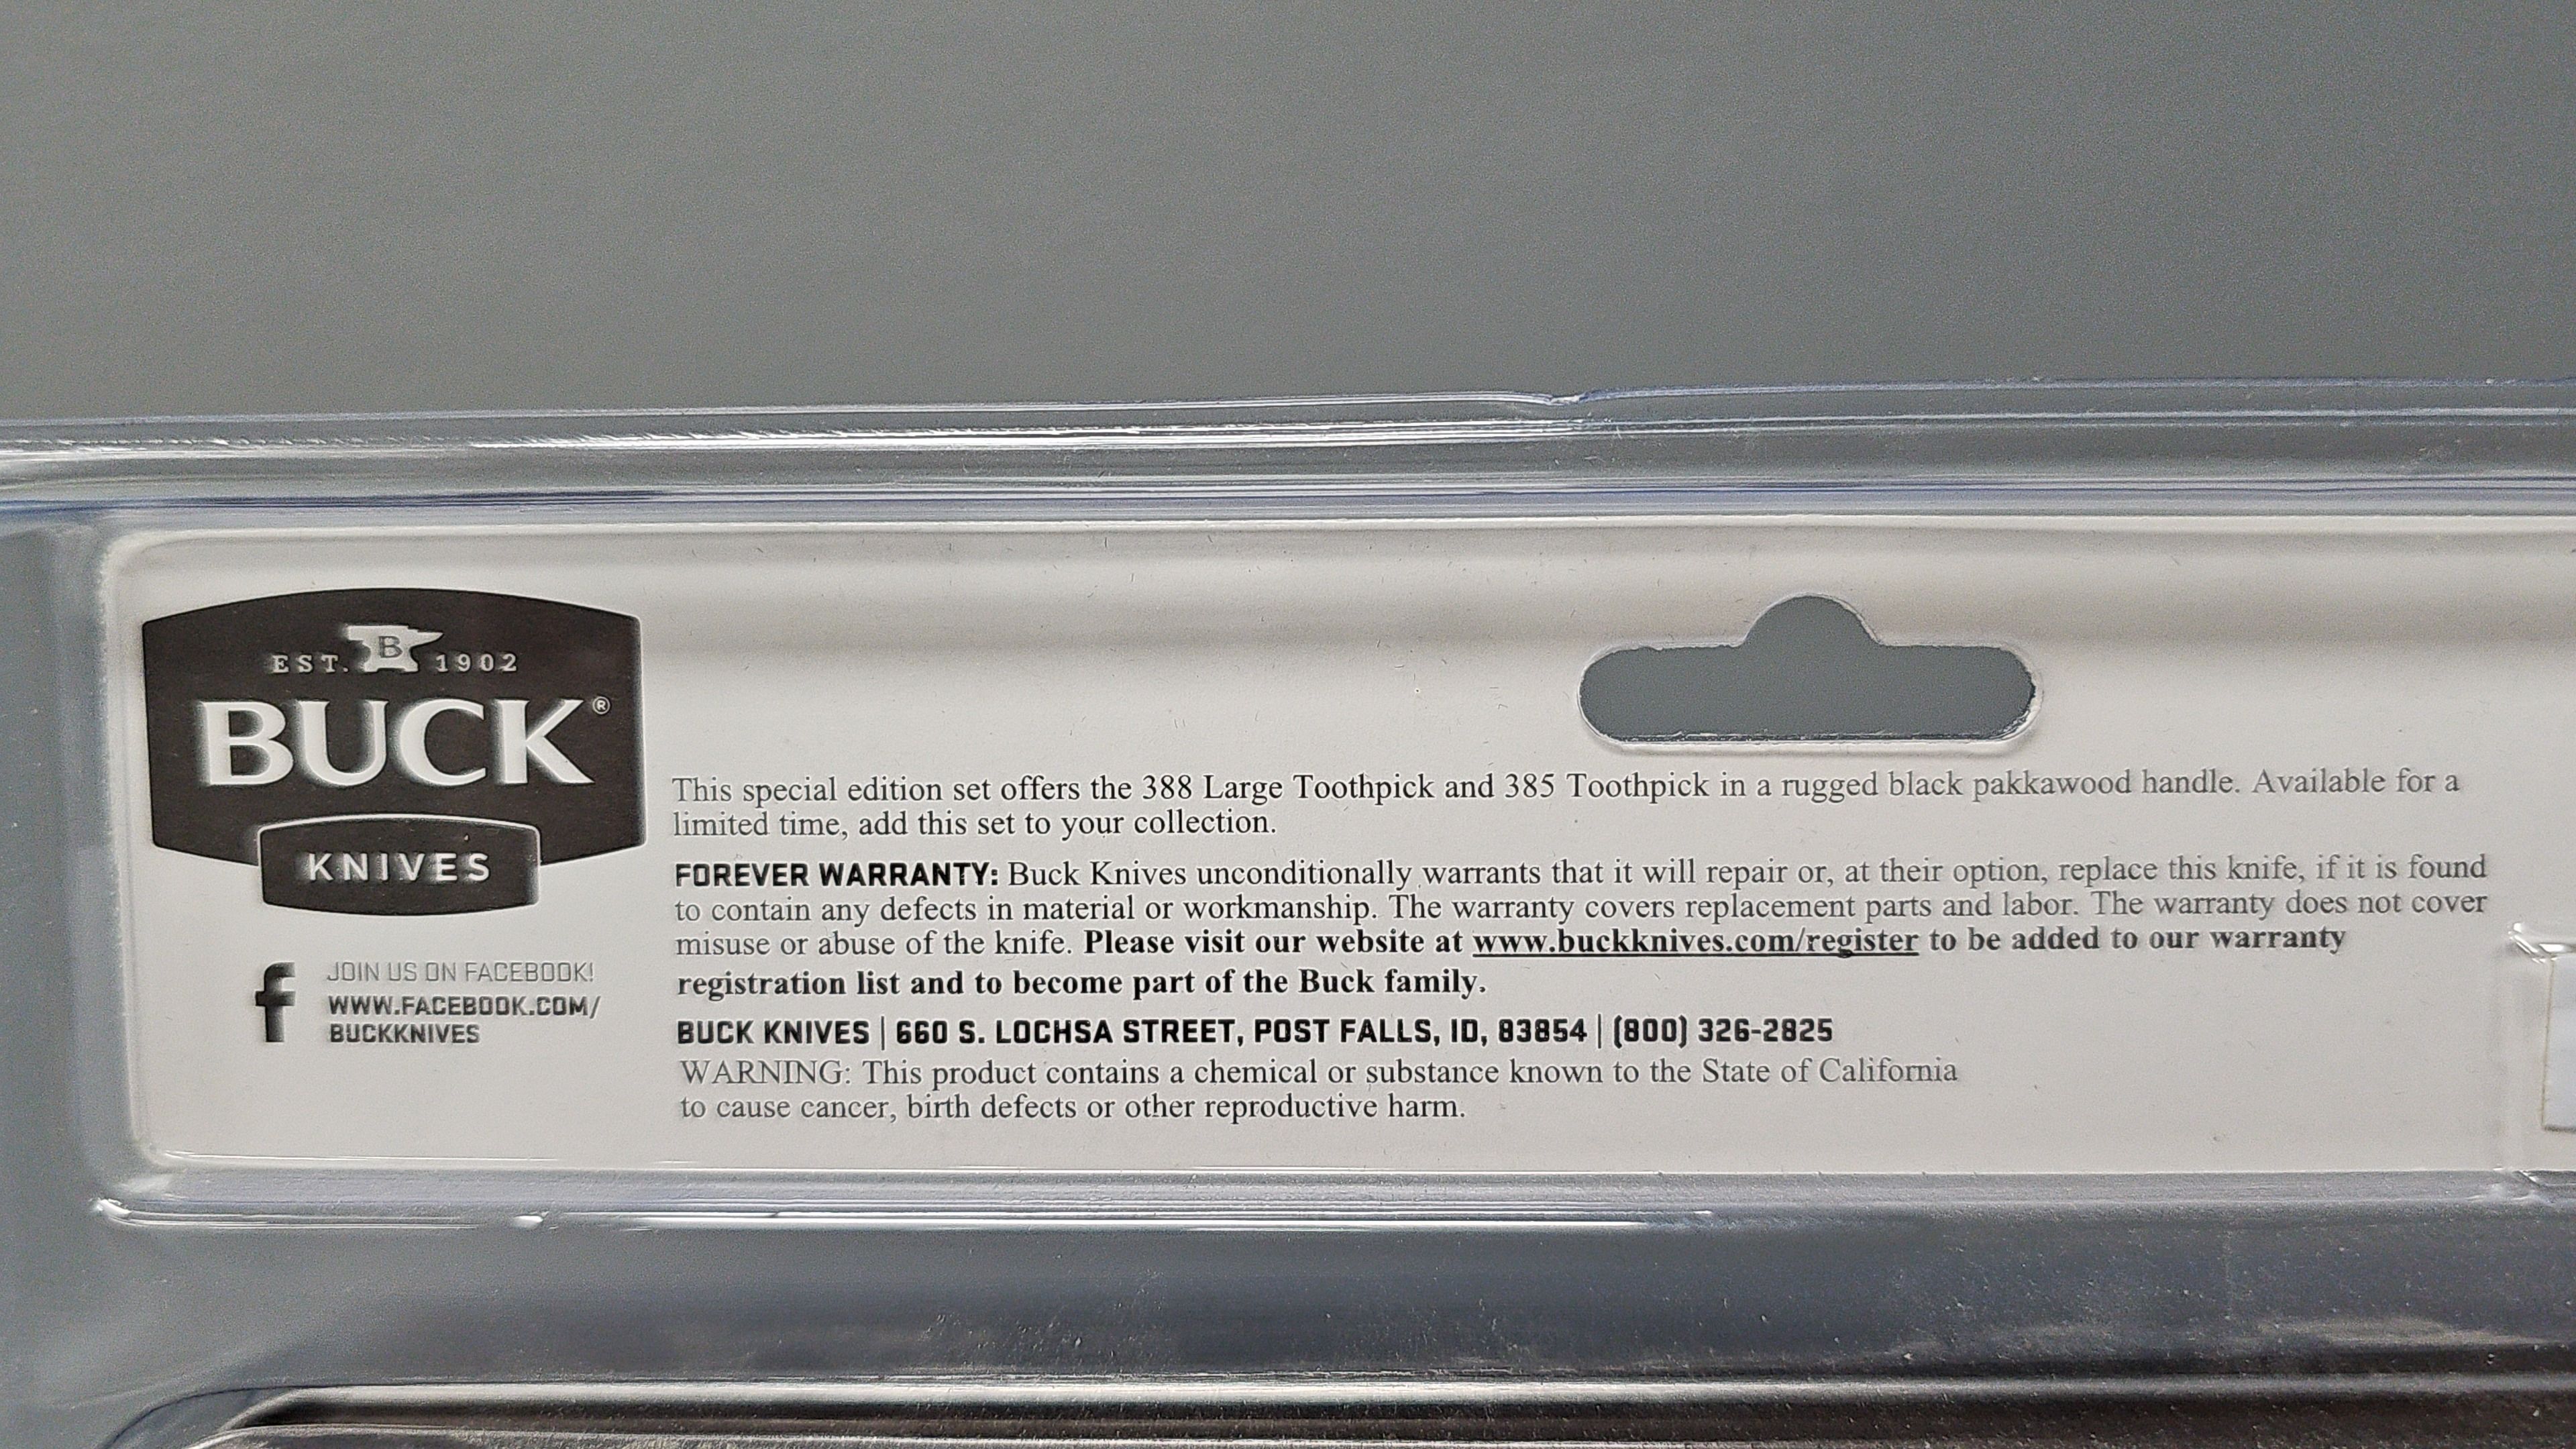 EST. B 1902
BUCK®
KNIVES
JOIN US ON FACEBOOK!
WWW.FACEBOOK.COM/
BUCKKNIVES
This special edition set offers the 388 Large Toothpick and 385 Toothpick in a rugged black pakkawood handle. Available for a
limited time, add this set to your collection.
FOREVER WARRANTY: Buck Knives unconditionally warrants that it will repair or, at their option, replace this knife, if it is found
to contain any defects in material or workmanship. The warranty covers replacement parts and labor. The warranty does not cover
misuse or abuse of the knife. Please visit our website at www.buckknives.com/register to be added to our warranty
registration list and to become part of the Buck family.
BUCK KNIVES | 660 S. LOCHSA STREET, POST FALLS, ID, 83854 | (800) 326-2825
WARNING: This product contains a chemical or substance known to the State of California
to cause cancer, birth defects or other reproductive harm.